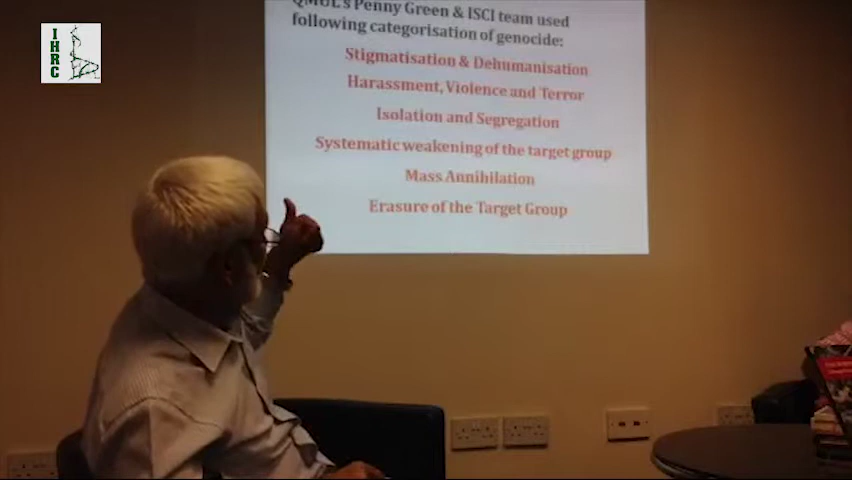 IHRC
QMUL's Penny Green & ISCI team used
following categorisation of genocide:
Stigmatisation & Dehumanisation
Harassment, Violence and Terror
Isolation and Segregation
Systematic weakening of the target group
Mass Annihilation
Erasure of the Target Group